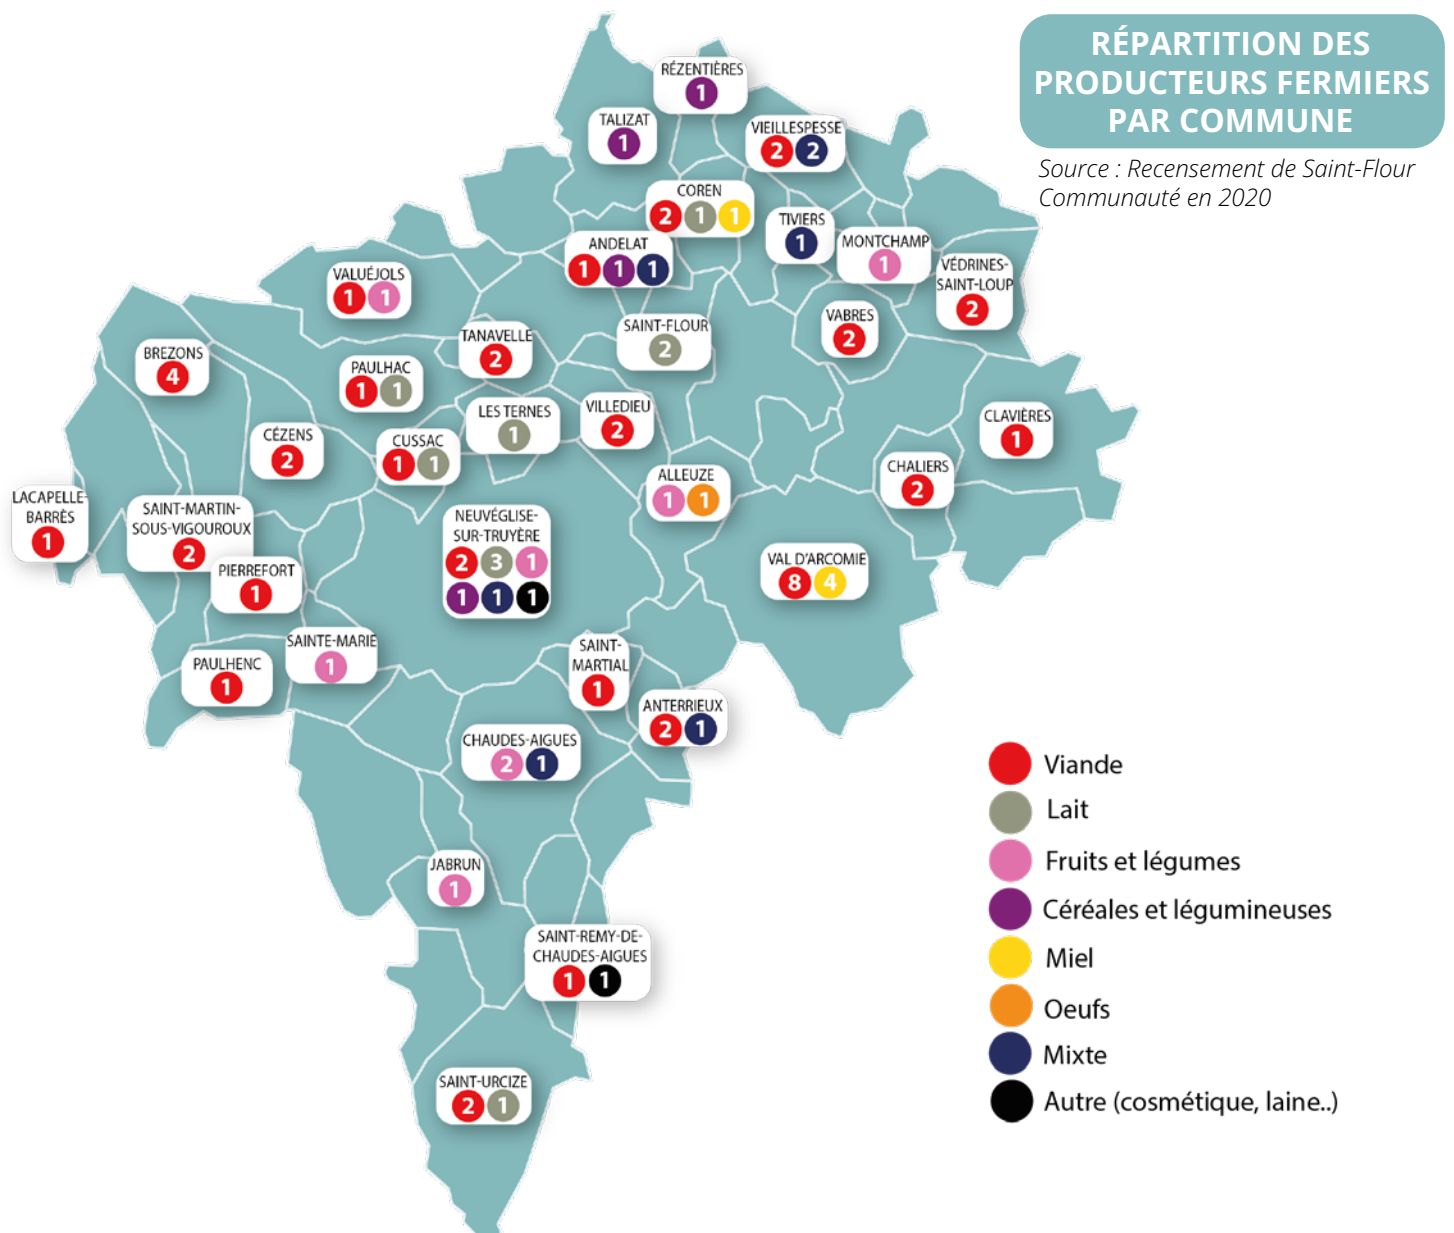 RÉPARTITION DES
PRODUCTEURS FERMIERS
PAR COMMUNE
Source : Recensement de Saint-Flour
Communauté en 2020
RÉZENTIÈRES
1
TALIZAT
1
VIEILLESPESSE
2 2
COREN
2 1 1
TIVIERS
1
ANDELAT
1 1 1
MONTCHAMP
1
VÉDRINES-
SAINT-LOUP
2
VALUÉJOLS
1 1
VABRES
2
SAINT-FLOUR
2
TANAVELLE
2
BREZONS
4
PAULHAC
1 1
LES TERNES
1
VILLEDIEU
2
CLAVIÈRES
1
CÉZENS
2
CUSSAC
1 1
CHALIERS
2
ALLEUZE
1 1
LACAPELLE-
BARRÈS
1
SAINT-MARTIN-
SOUS-VIGOUROUX
2
NEUVÉGLISE-
SUR-TRUYÈRE
2 3 1
1 1 1
VAL D'ARCOMIE
8 4
PIERREFORT
1
SAINTE-MARIE
1
SAINT-
MARTIAL
1
PAULHENC
1
ANTERRIEUX
2 1
CHAUDES-AIGUES
2 1
JABRUN
1
SAINT-REMY-DE-
CHAUDES-AIGUES
1 1
SAINT-URCIZE
2 1
Viande
Lait
Fruits et légumes
Céréales et légumineuses
Miel
Oeufs
Mixte
Autre (cosmétique, laine..)